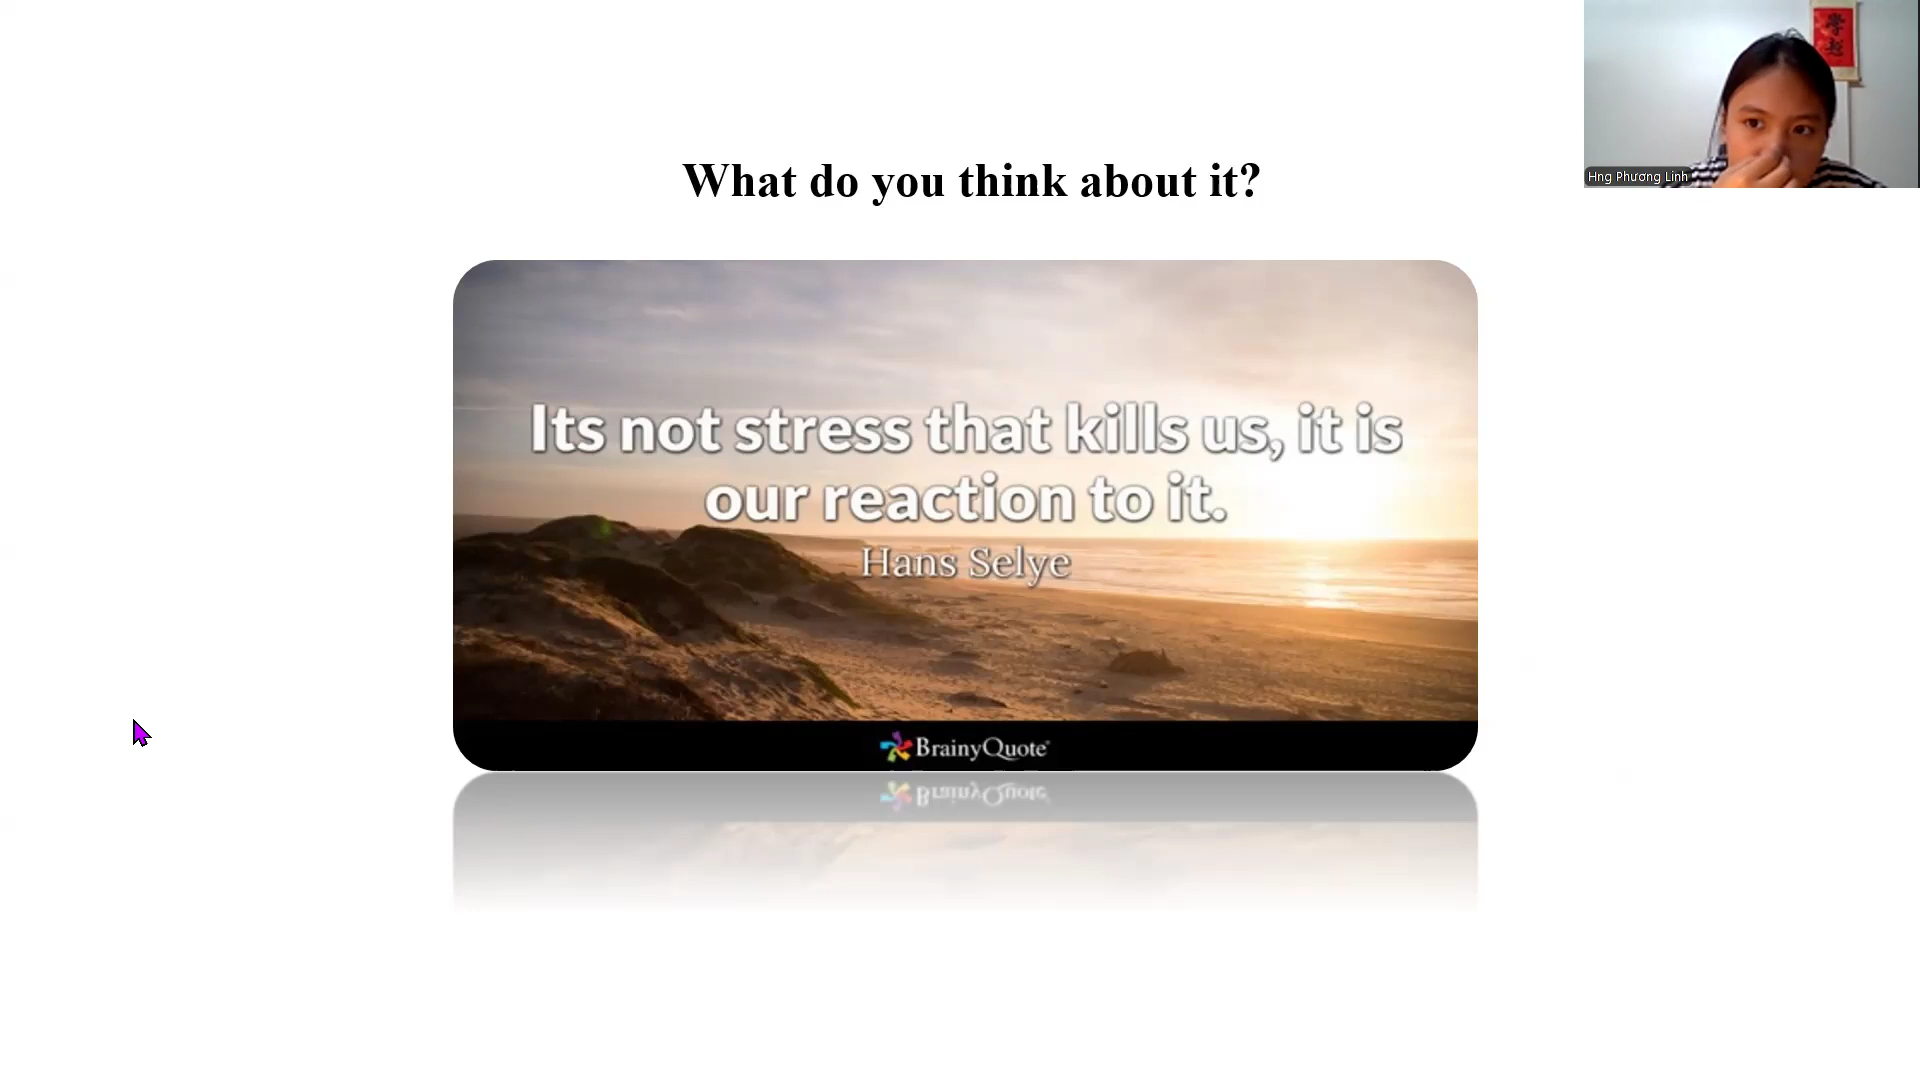 What do you think about it?
Its not stress that kills us, it is
our reaction to it.
Hans Selye
BrainyQuote
BrainyQuote
Hng Phương Linh